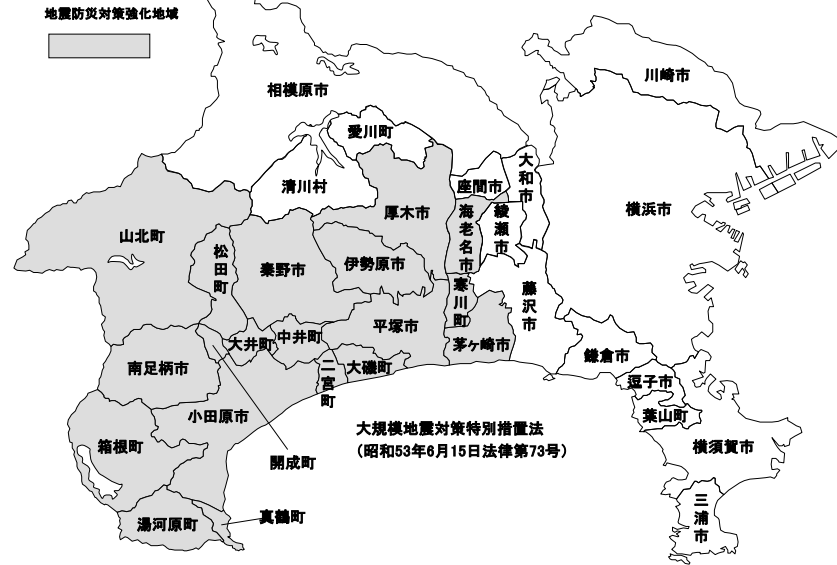 地震防災対策強化地域
川崎市
相模原市
愛川町
大和市
清川村
座間市
厚木市
海老名市
綾瀬市
横浜市
山北町
松田町
秦野市
伊勢原市
寒川町
藤沢市
平塚市
大井町
中井町
茅ヶ崎市
鎌倉市
南足柄市
二宮町
大磯町
逗子市
小田原市
葉山町
大規模地震対策特別措置法
(昭和53年6月15日法律第73号)
箱根町
開成町
横須賀市
湯河原町
真鶴町
三浦市